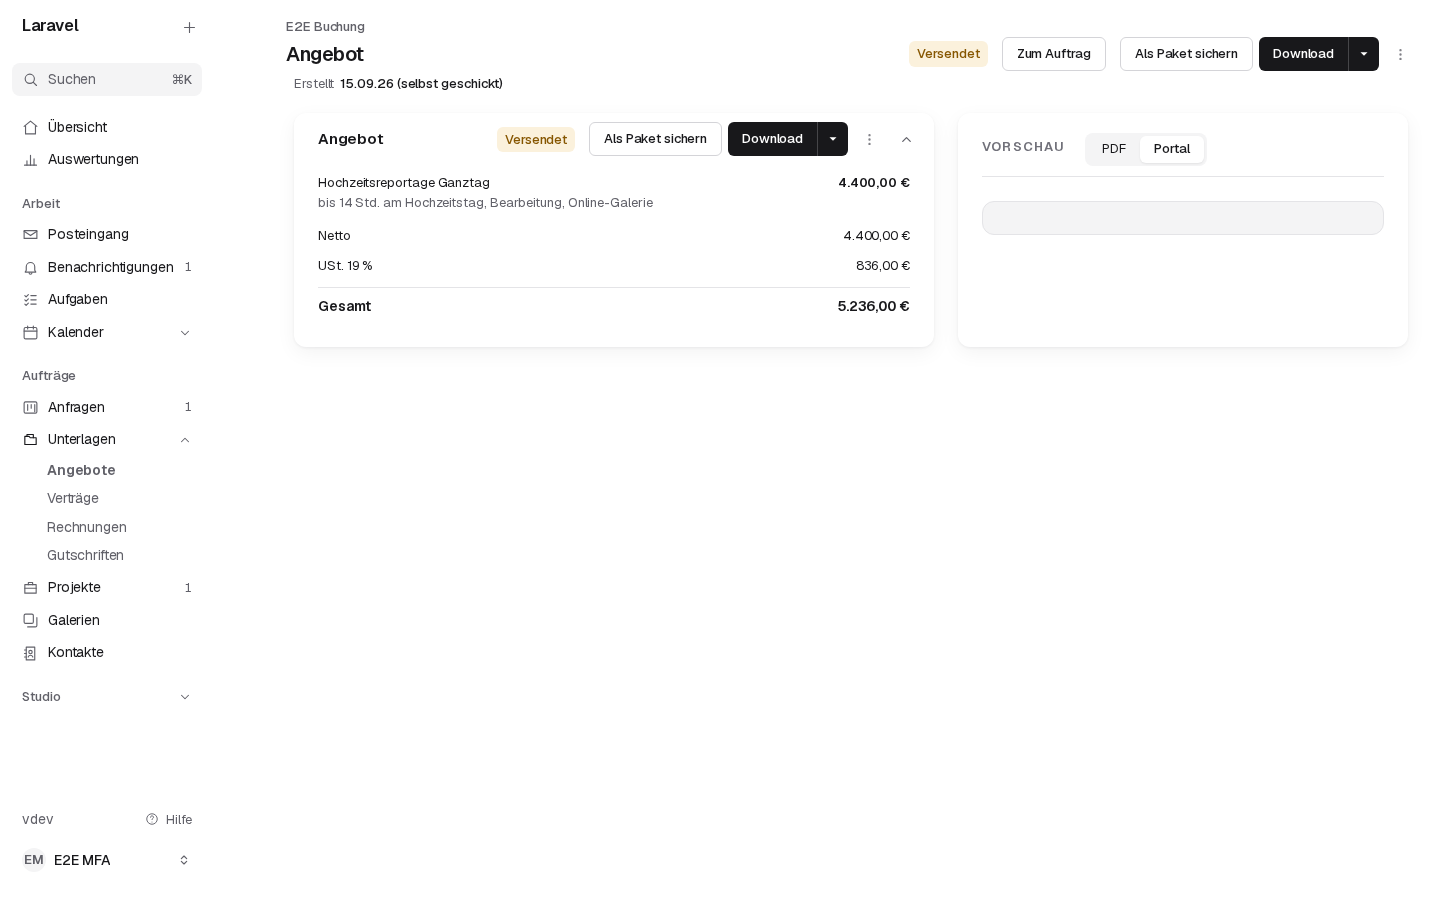 Laravel
Suchen ⌘K
Übersicht
Auswertungen
Arbeit
Posteingang
Benachrichtigungen 1
Aufgaben
Kalender
Aufträge
Anfragen 1
Unterlagen
Angebote
Verträge
Rechnungen
Gutschriften
Projekte 1
Galerien
Kontakte
Studio
vdev Hilfe
EM E2E MFA
E2E Buchung
Angebot
Versendet Zum Auftrag Als Paket sichern Download
Erstellt 15.09.26 (selbst geschickt)
Angebot Versendet Als Paket sichern Download
Hochzeitsreportage Ganztag 4.400,00 €
bis 14 Std. am Hochzeitstag, Bearbeitung, Online-Galerie
Netto 4.400,00 €
USt. 19 % 836,00 €
Gesamt 5.236,00 €
VORSCHAU PDF Portal